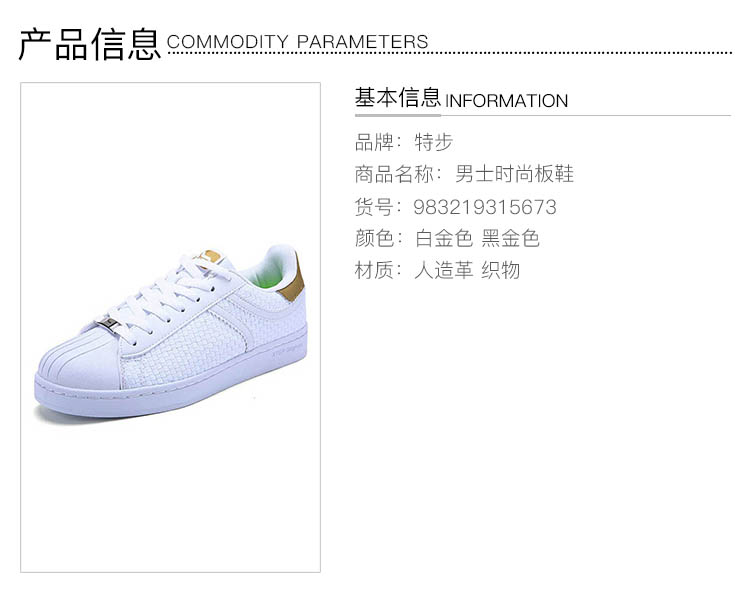 产品信息 COMMODITY PARAMETERS
基本信息 INFORMATION
品牌：特步
商品名称：男士时尚板鞋
货号：983219315673
颜色：白金色 黑金色
材质：人造革 织物